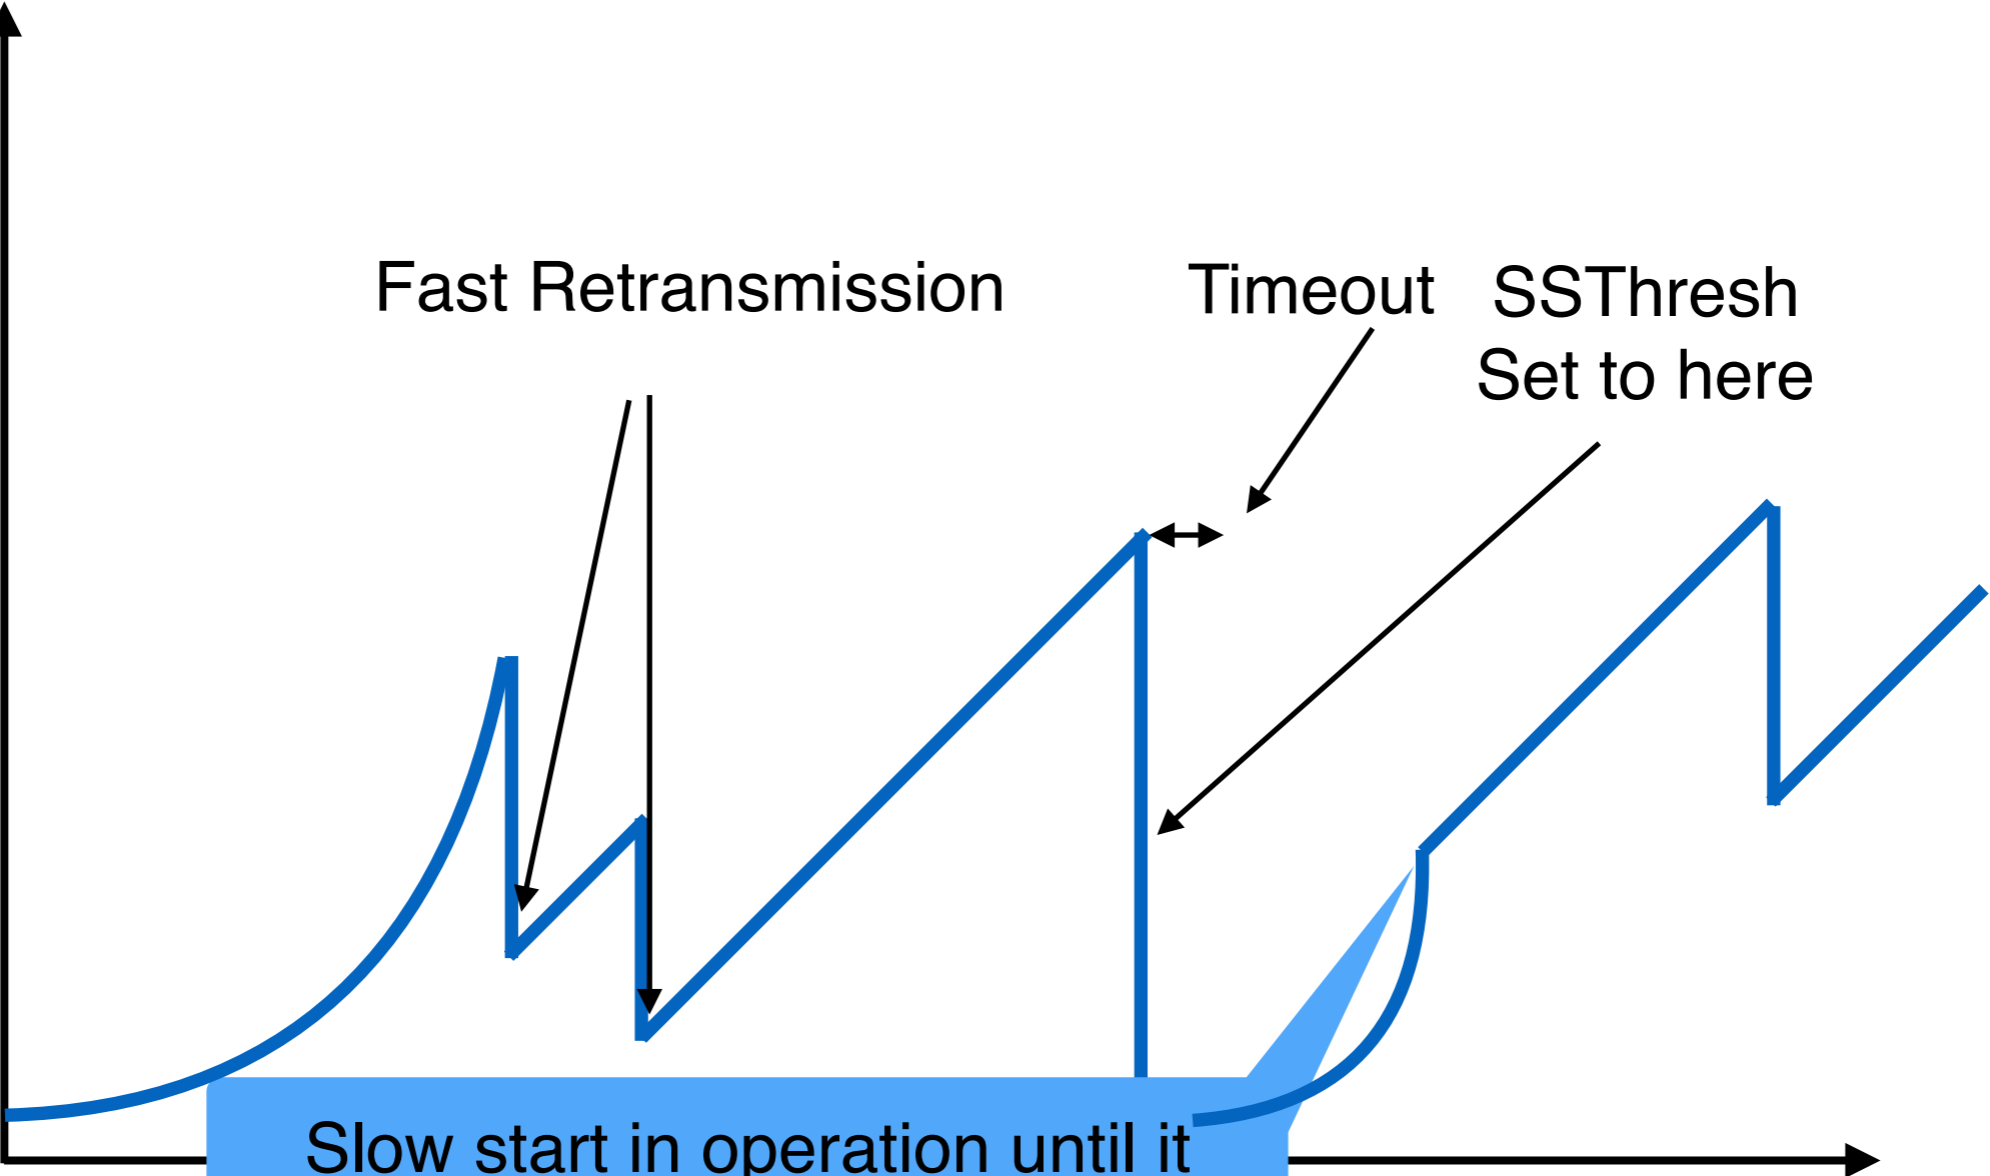 Fast Retransmission
Timeout
SSThresh
Set to here
Slow start in operation until it